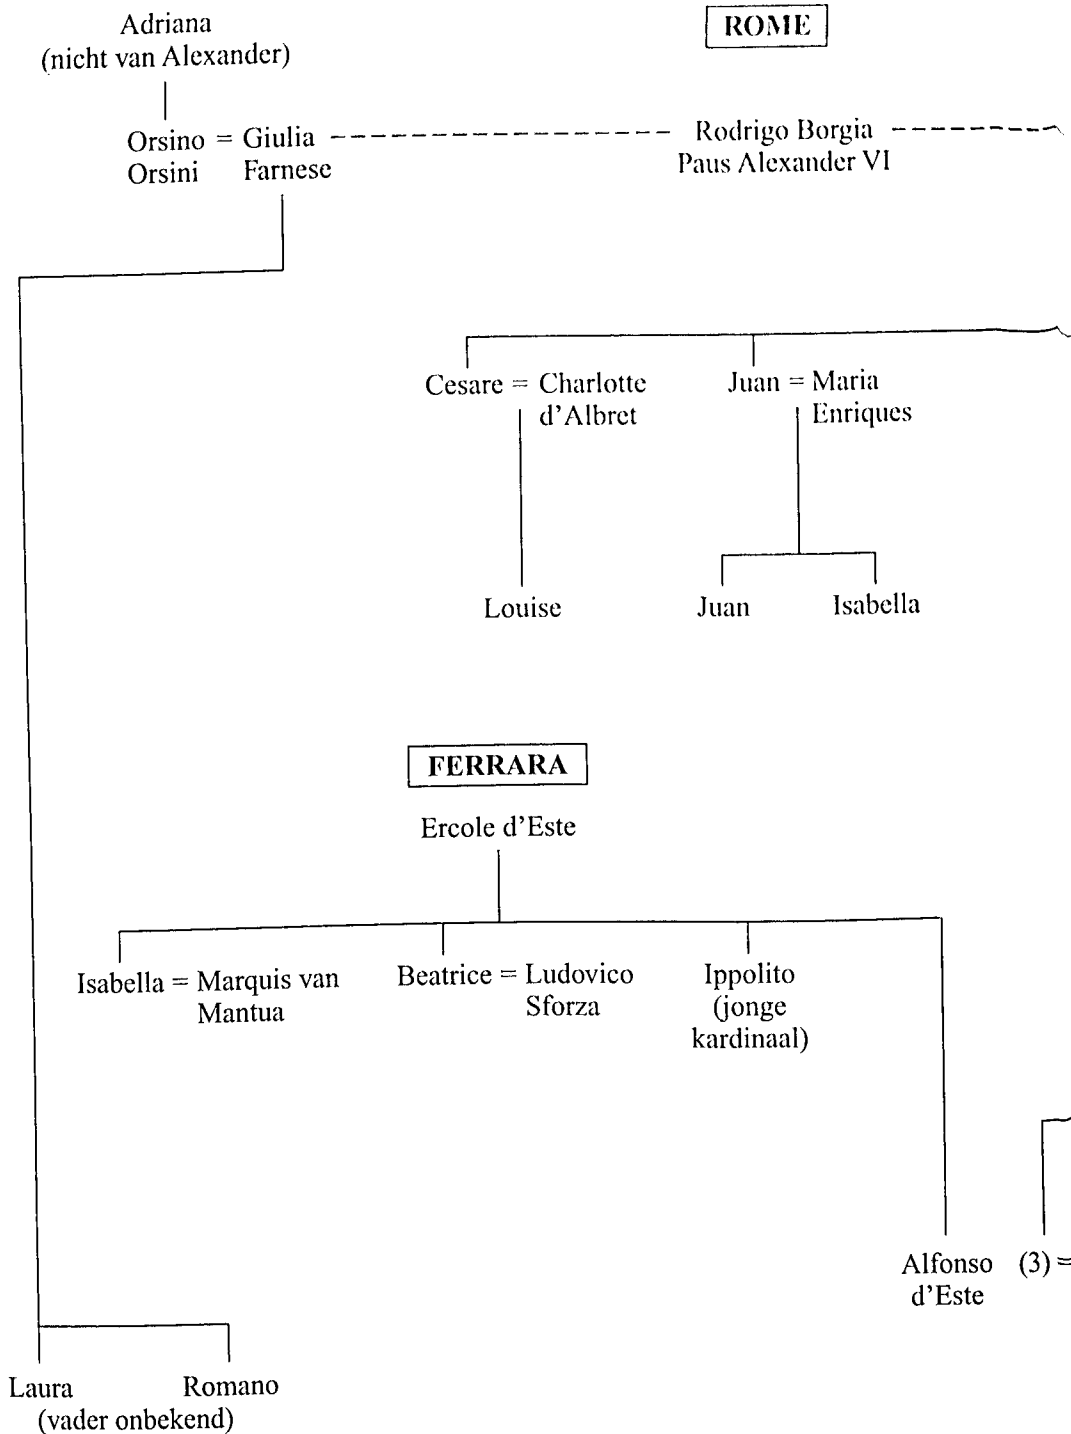 Adriana
(nicht van Alexander)
ROME
Orsino = Giulia
Orsini Farnese
Rodrigo Borgia
Paus Alexander VI
Cesare = Charlotte
d'Albret
Juan = Maria
Enriques
Louise
Juan
Isabella
FERRARA
Ercole d'Este
Isabella = Marquis van
Mantua
Beatrice = Ludovico
Sforza
Ippolito
(jonge
kardinaal)
Alfonso (3) =
d'Este
Laura Romano
(vader onbekend)